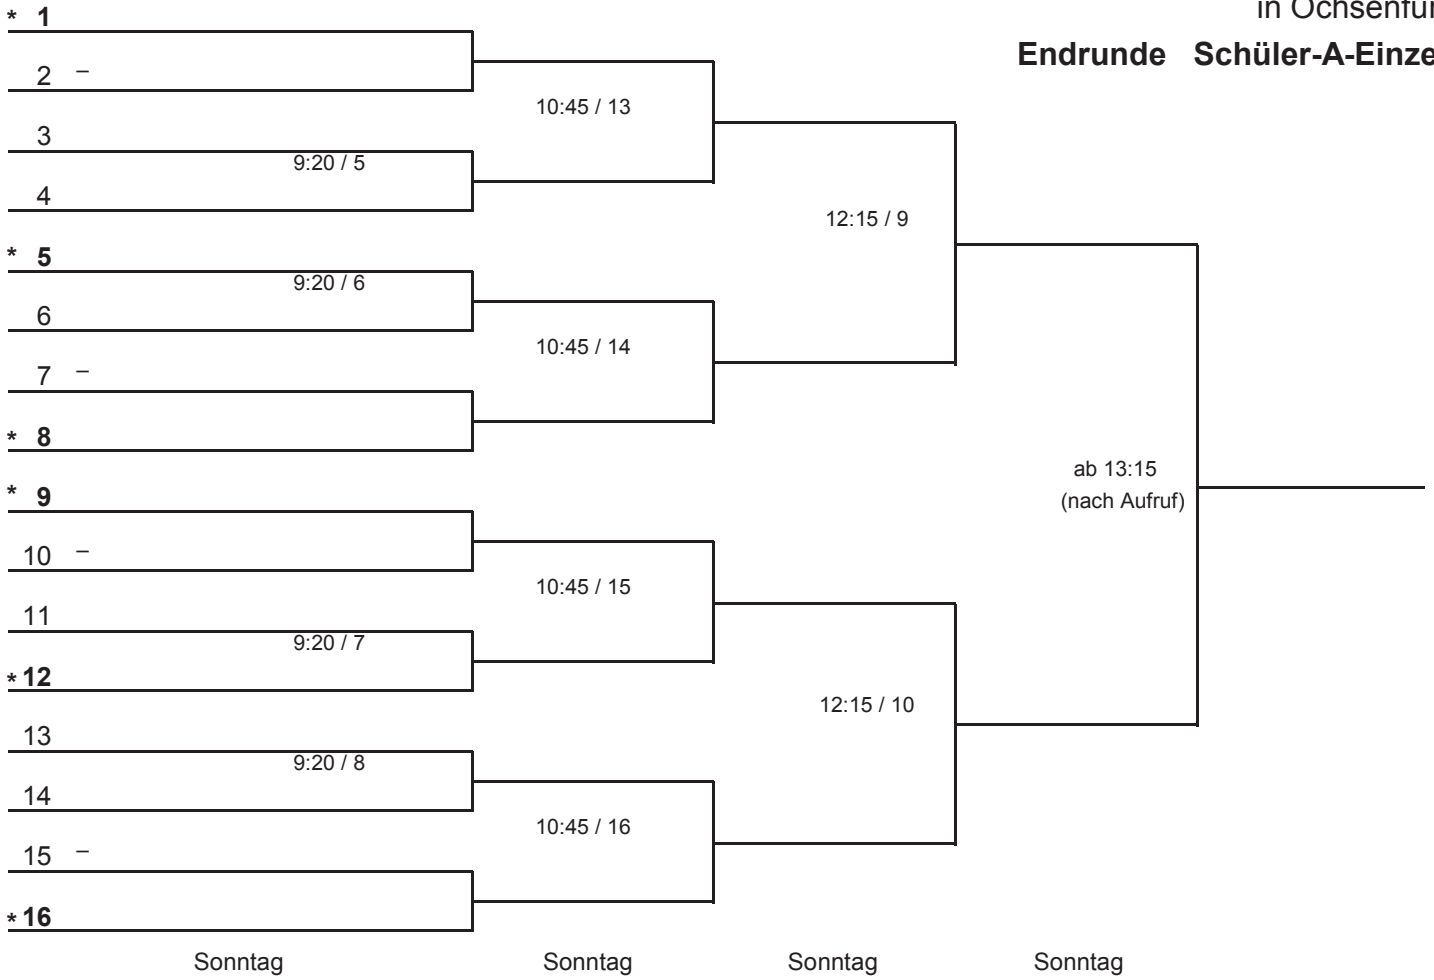 in Ochsenfur
Endrunde Schüler-A-Einze
* 1
2 –
10:45 / 13
3
9:20 / 5
4
12:15 / 9
* 5
9:20 / 6
6
10:45 / 14
7 –
* 8
ab 13:15
(nach Aufruf)
* 9
10 –
10:45 / 15
11
9:20 / 7
* 12
12:15 / 10
13
9:20 / 8
14
10:45 / 16
15 –
* 16
Sonntag Sonntag Sonntag Sonntag